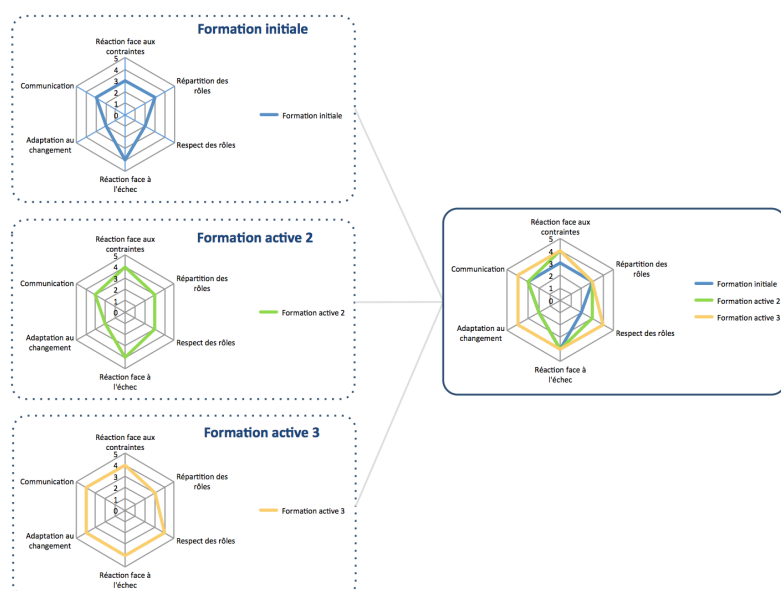 Formation initiale
Réaction face aux
contraintes
5
4
3
2
1
0
Communication
Répartition des
rôles
Adaptation au
changement
Respect des rôles
Réaction face à
l'échec
Formation initiale
Formation active 2
Réaction face aux
contraintes
5
4
3
2
1
0
Communication
Répartition des
rôles
Adaptation au
changement
Respect des rôles
Réaction face à
l'échec
Formation active 2
Formation active 3
Réaction face aux
contraintes
5
4
3
2
1
0
Communication
Répartition des
rôles
Adaptation au
changement
Respect des rôles
Réaction face à
l'échec
Formation active 3
Réaction face aux
contraintes
5
4
3
2
1
0
Communication
Répartition des
rôles
Adaptation au
changement
Respect des rôles
Réaction face à
l'échec
Formation initiale
Formation active 2
Formation active 3